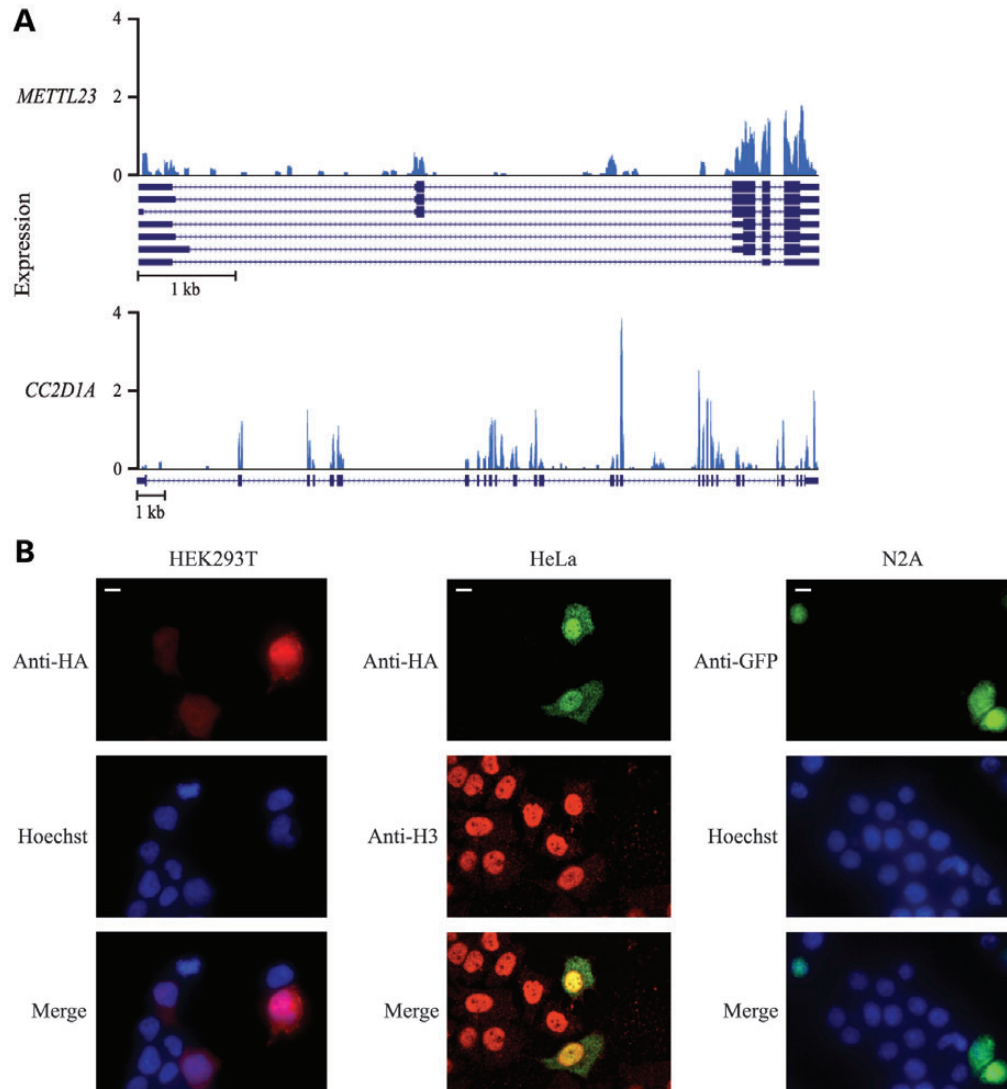 A
4
METTL23
2
0
1 kb
Expression
4
CC2D1A
2
0
1 kb
B
HEK293T
HeLa
N2A
Anti-HA
Anti-HA
Anti-GFP
Hoechst
Anti-H3
Hoechst
Merge
Merge
Merge